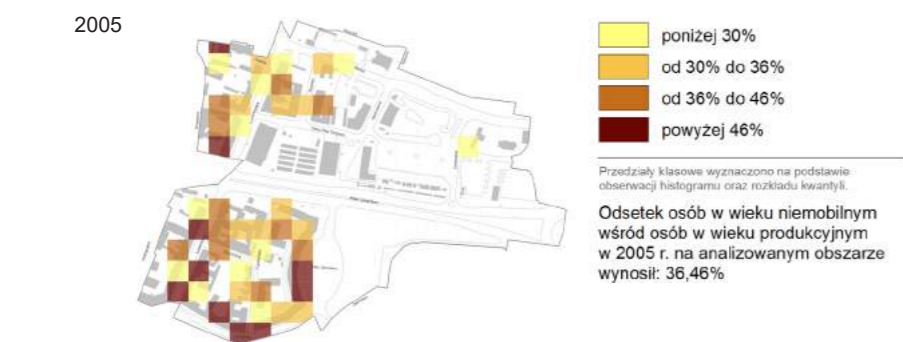 2005
poniżej 30%
od 30% do 36%
od 36% do 46%
powyżej 46%
Przedziały klasowe wyznaczono na podstawie
obserwacji histogramu oraz rozkładu kwantyli.
Odsetek osób w wieku niemobilnym
wśród osób w wieku produkcyjnym
w 2005 r. na analizowanym obszarze
wynosił: 36,46%